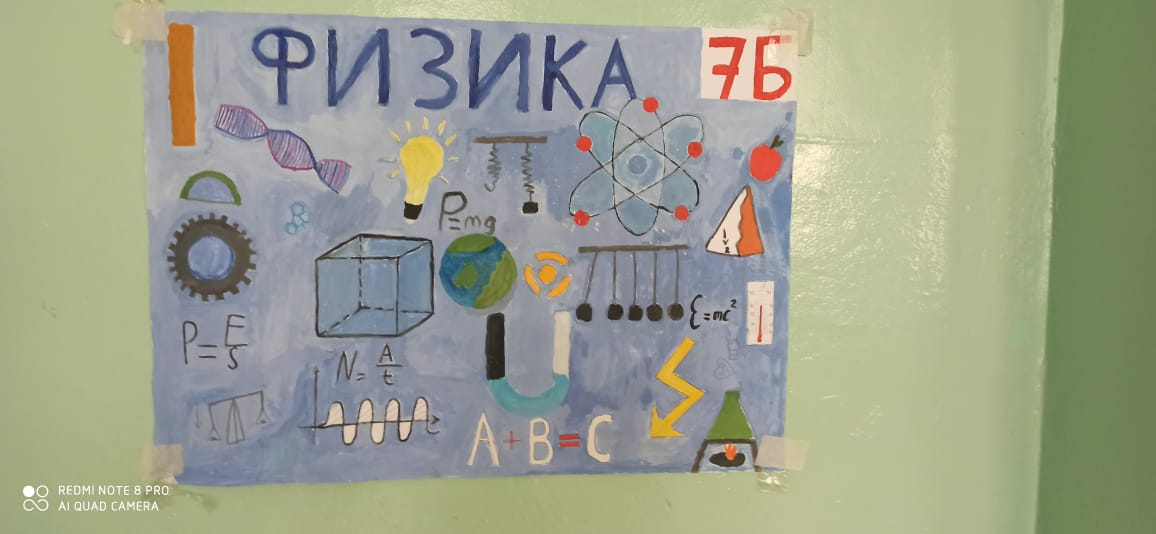 ФИЗИКА
7Б
P=mg
Ɛ=mc²
P=E/S
N=A/t
t
A+B=C
REDMI NOTE 8 PRO
AI QUAD CAMERA